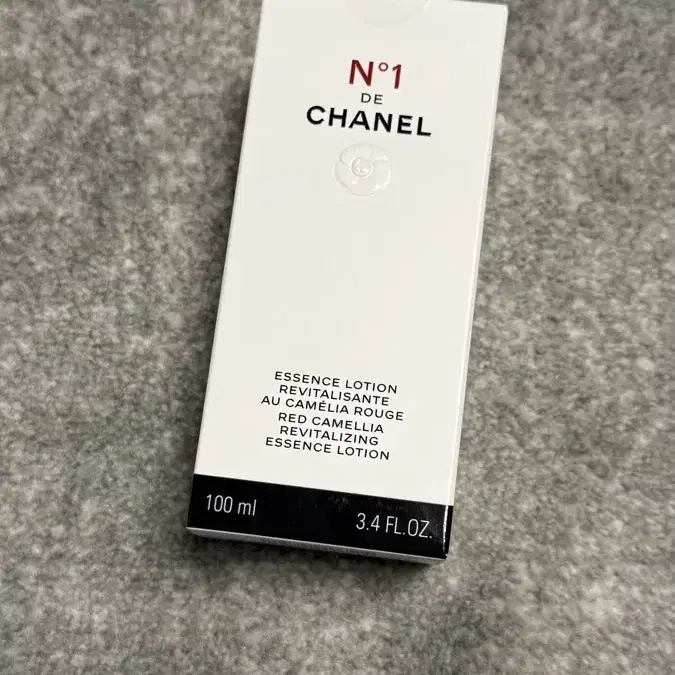 N°1
DE
CHANEL
ESSENCE LOTION
REVITALISANTE
AU CAMÉLIA ROUGE
RED CAMELLIA
REVITALIZING
ESSENCE LOTION
100 ml
3.4 FL.OZ.